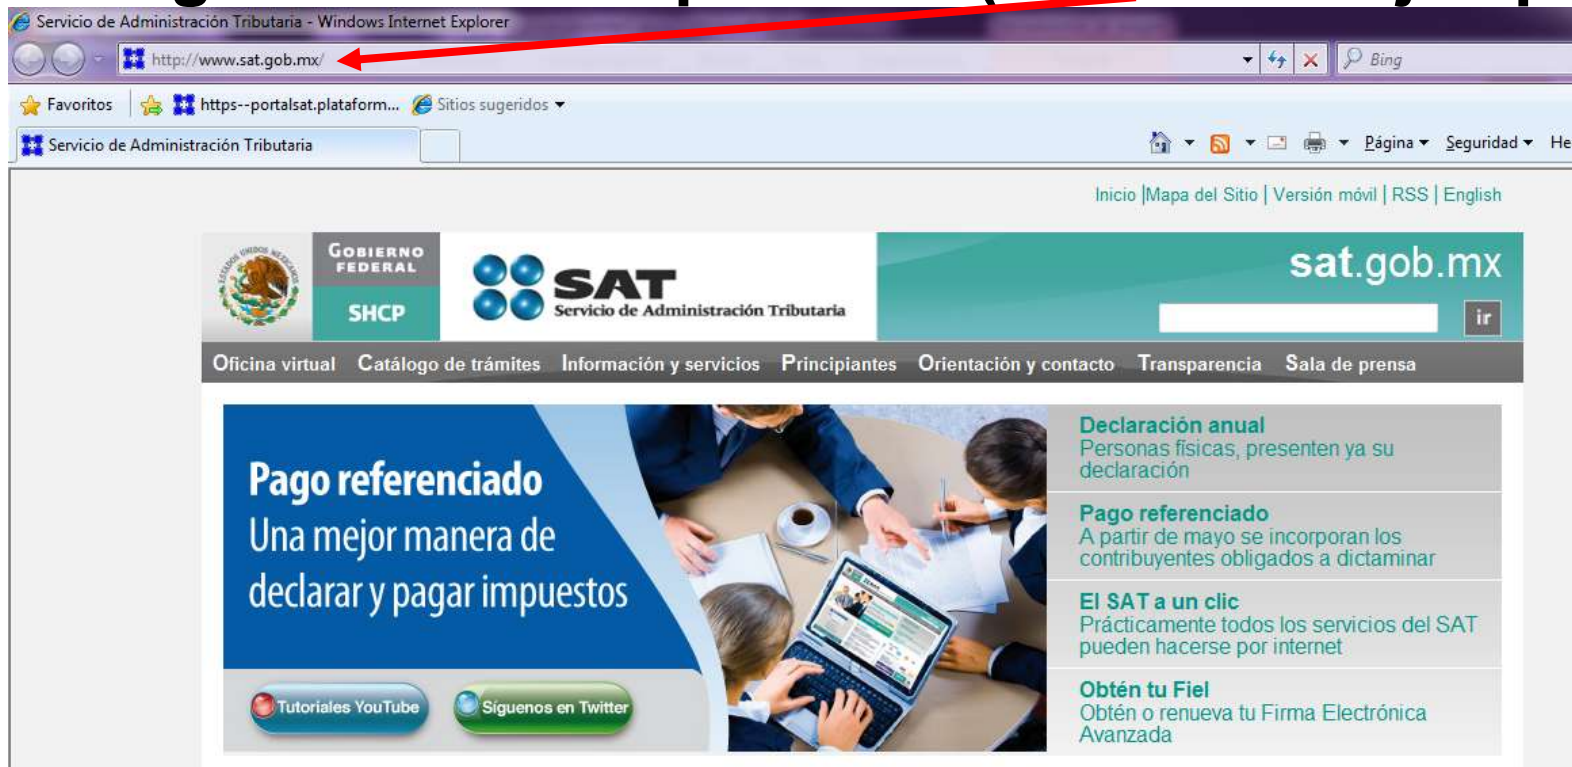 Servicio de Administración Tributaria - Windows Internet Explorer
http://www.sat.gob.mx/
Bing
Favoritos
https--portalsat.plataform...
Sitios sugeridos
Servicio de Administración Tributaria
Página
Seguridad
He
Inicio |Mapa del Sitio | Versión móvil | RSS | English
ESTADOS UNIDOS MEXICANOS
GOBIERNO
FEDERAL
SHCP
SAT
Servicio de Administración Tributaria
sat.gob.mx
ir
Oficina virtual Catálogo de trámites Información y servicios Principiantes Orientación y contacto Transparencia Sala de prensa
Pago referenciado
Una mejor manera de
declarar y pagar impuestos
Tutoriales YouTube
Síguenos en Twitter
Declaración anual
Personas físicas, presenten ya su
declaración
Pago referenciado
A partir de mayo se incorporan los
contribuyentes obligados a dictaminar
El SAT a un clic
Prácticamente todos los servicios del SAT
pueden hacerse por internet
Obtén tu Fiel
Obtén o renueva tu Firma Electrónica
Avanzada